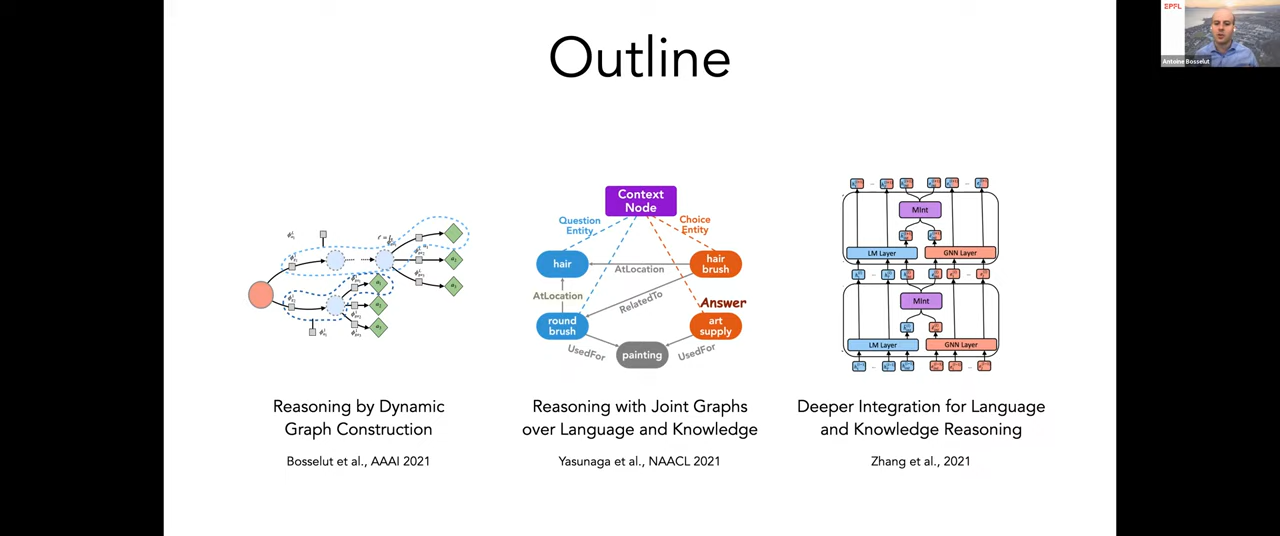 EPFL
Antoine Bosselut
Outline
Context
Node
Question
Entity
Choice
Entity
hair
hair
brush
AtLocation
AtLocation
RelatedTo
Answer
round
brush
art
supply
UsedFor
painting
UsedFor
MInt
LM Layer
GNN Layer
MInt
LM Layer
GNN Layer
Reasoning by Dynamic
Graph Construction
Bosselut et al., AAAI 2021
Reasoning with Joint Graphs
over Language and Knowledge
Yasunaga et al., NAACL 2021
Deeper Integration for Language
and Knowledge Reasoning
Zhang et al., 2021